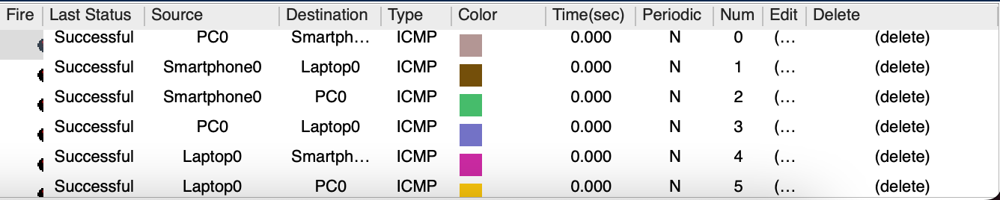 Fire Last Status Source Destination Type Color Time(sec) Periodic Num Edit Delete
Successful PC0 Smartph... ICMP 0.000 N 0 (... (delete)
Successful Smartphone0 Laptop0 ICMP 0.000 N 1 (... (delete)
Successful Smartphone0 PC0 ICMP 0.000 N 2 (... (delete)
Successful PC0 Laptop0 ICMP 0.000 N 3 (... (delete)
Successful Laptop0 Smartph... ICMP 0.000 N 4 (... (delete)
Successful Laptop0 PC0 ICMP 0.000 N 5 (... (delete)